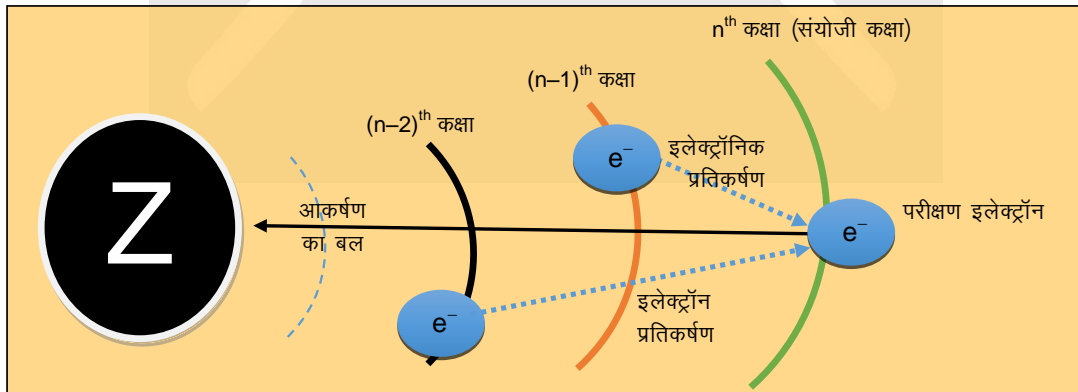 n^th कक्षा (संयोजी कक्षा)
(n–1)^th कक्षा
(n–2)^th कक्षा
e⁻
इलेक्ट्रॉनिक
प्रतिकर्षण
Z
आकर्षण
का बल
e⁻
परीक्षण इलेक्ट्रॉन
e⁻
इलेक्ट्रॉन
प्रतिकर्षण